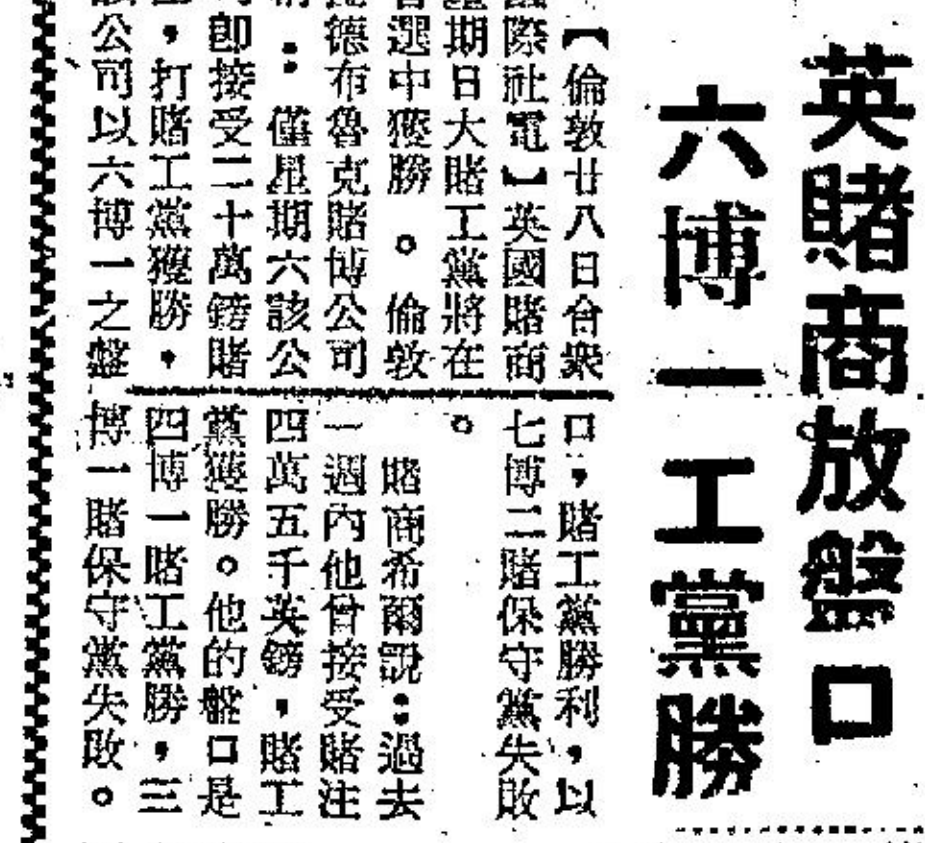 英賭商放盤口
六博一工黨勝
【倫敦廿八日合衆
國際社電】英國賭商
星期日大賭工黨將在
選中獲勝。倫敦
德布魯克賭博公司
:僅星期六該公
即接受二十萬鎊賭
,打賭工黨獲勝,
公司以六博一之盤
口,賭工黨勝利,以
七博二賭保守黨失敗
。
賭商希爾說:過去
一週內他曾接受賭注
四萬五千英鎊,賭工
黨獲勝。他的盤口是
四博一賭工黨勝,三
博一賭保守黨失敗。